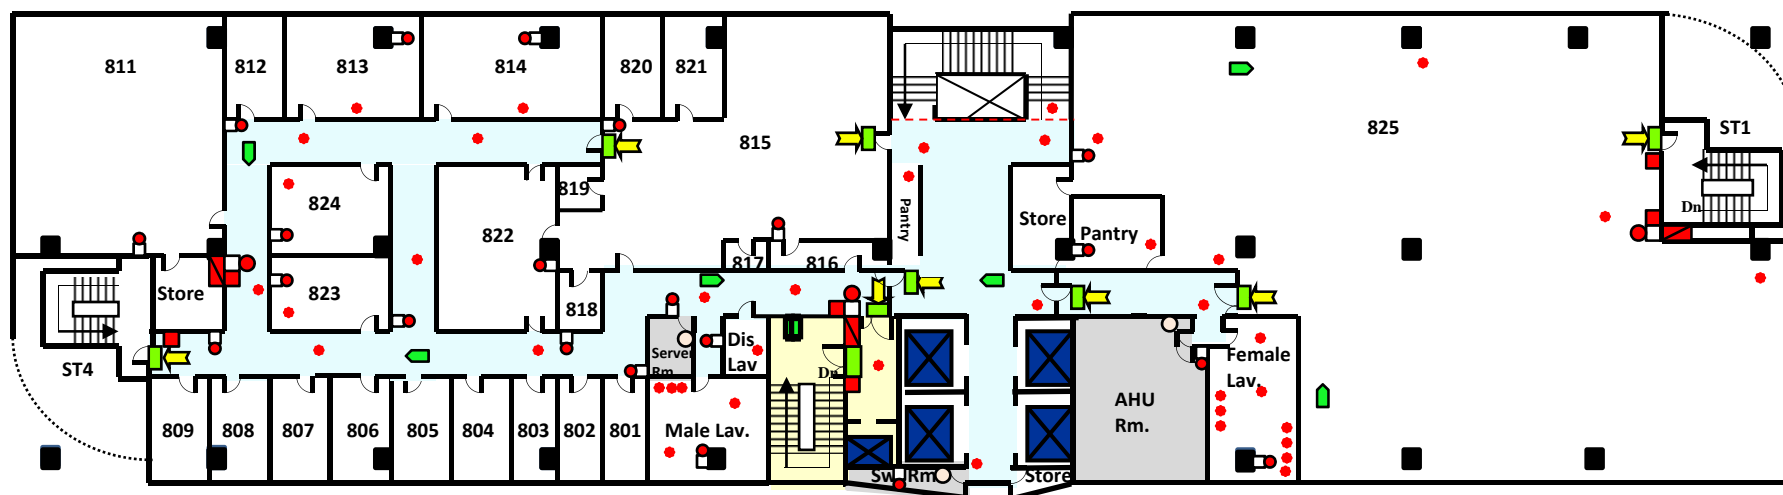 811
812
813
814
820
821
815
825
ST1
819
824
822
Pantry
Store
Pantry
Dn
817
816
Store
823
818
ST4
Server
Rm
Dis
Lav
Dn
Female
Lav.
AHU
Rm.
809
808
807
806
805
804
803
802
801
Male Lav.
Sw. Rm
Store